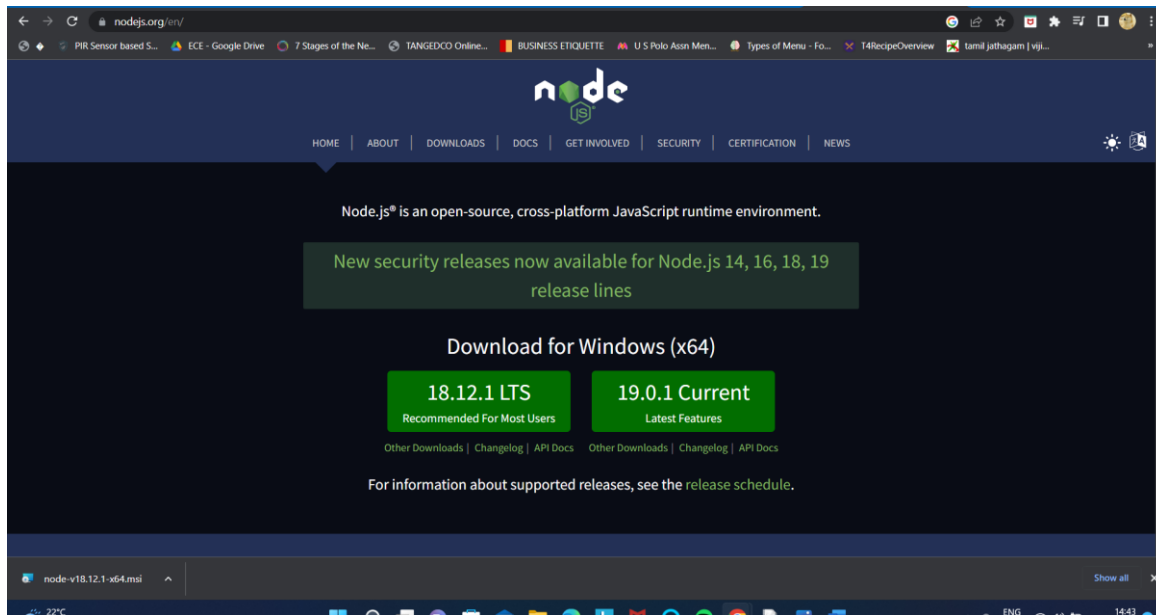 nodejs.org/en/
PIR Sensor based S... ECE - Google Drive 7 Stages of the Ne... TANGEDCO Online... BUSINESS ETIQUETTE U S Polo Assn Men... Types of Menu - Fo... T4RecipeOverview tamil jathagam | viji... »
node
JS
HOME | ABOUT | DOWNLOADS | DOCS | GET INVOLVED | SECURITY | CERTIFICATION | NEWS
Node.js® is an open-source, cross-platform JavaScript runtime environment.
New security releases now available for Node.js 14, 16, 18, 19
release lines
Download for Windows (x64)
18.12.1 LTS 19.0.1 Current
Recommended For Most Users Latest Features
Other Downloads | Changelog | API Docs Other Downloads | Changelog | API Docs
For information about supported releases, see the release schedule.
node-v18.12.1-x64.msi Show all
22°C ENG 14:43